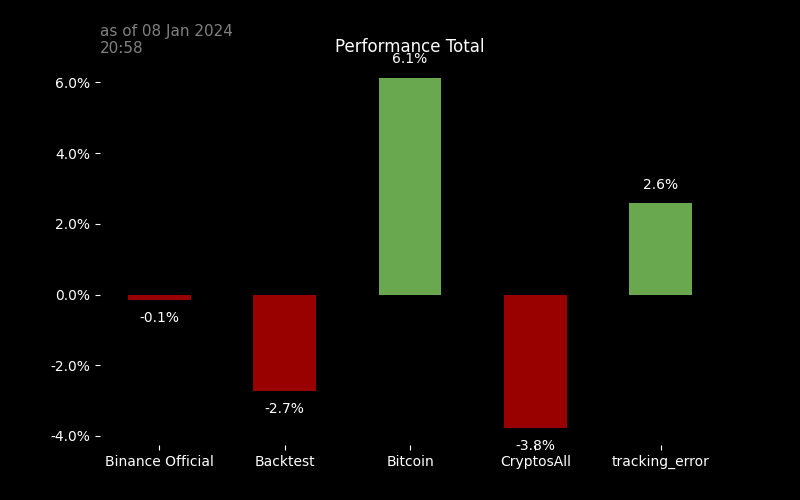 as of 08 Jan 2024
20:58
Performance Total
6.1%
6.0%
4.0%
2.6%
2.0%
0.0%
-0.1%
-2.0%
-2.7%
-4.0%
-3.8%
Binance Official
Backtest
Bitcoin
CryptosAll
tracking_error